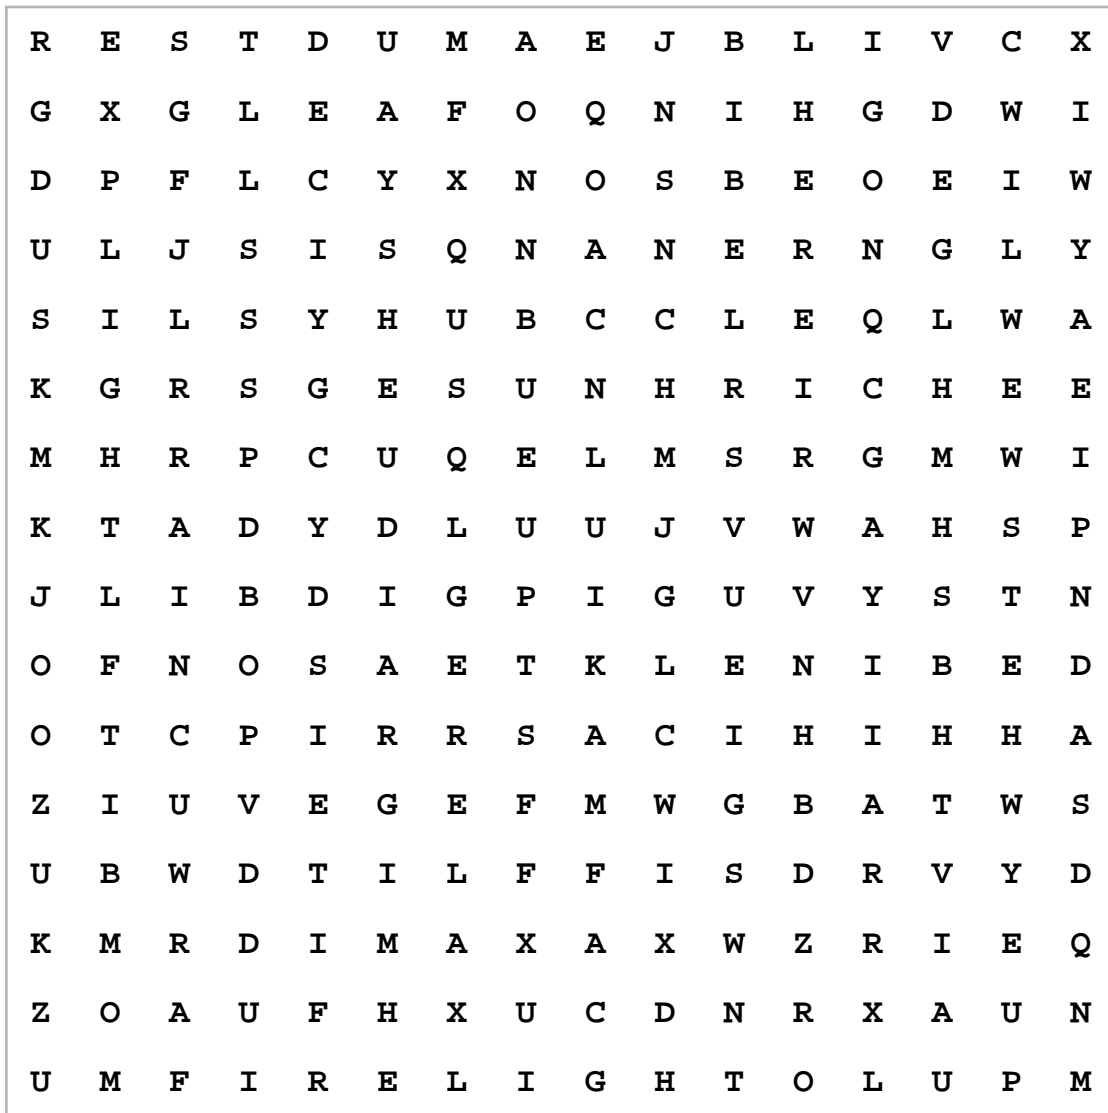 R E S T D U M A E J B L I V C X
G X G L E A F O Q N I H G D W I
D P F L C Y X N O S B E O E I W
U L J S I S Q N A N E R N G L Y
S I L S Y H U B C C L E Q L W A
K G R S G E S U N H R I C H E E
M H R P C U Q E L M S R G M W I
K T A D Y D L U U J V W A H S P
J L I B D I G P I G U V Y S T N
O F N O S A E T K L E N I B E D
O T C P I R R S A C I H I H H A
Z I U V E G E F M W G B A T W S
U B W D T I L F F I S D R V Y D
K M R D I M A X A X W Z R I E Q
Z O A U F H X U C D N R X A U N
U M F I R E L I G H T O L U P M